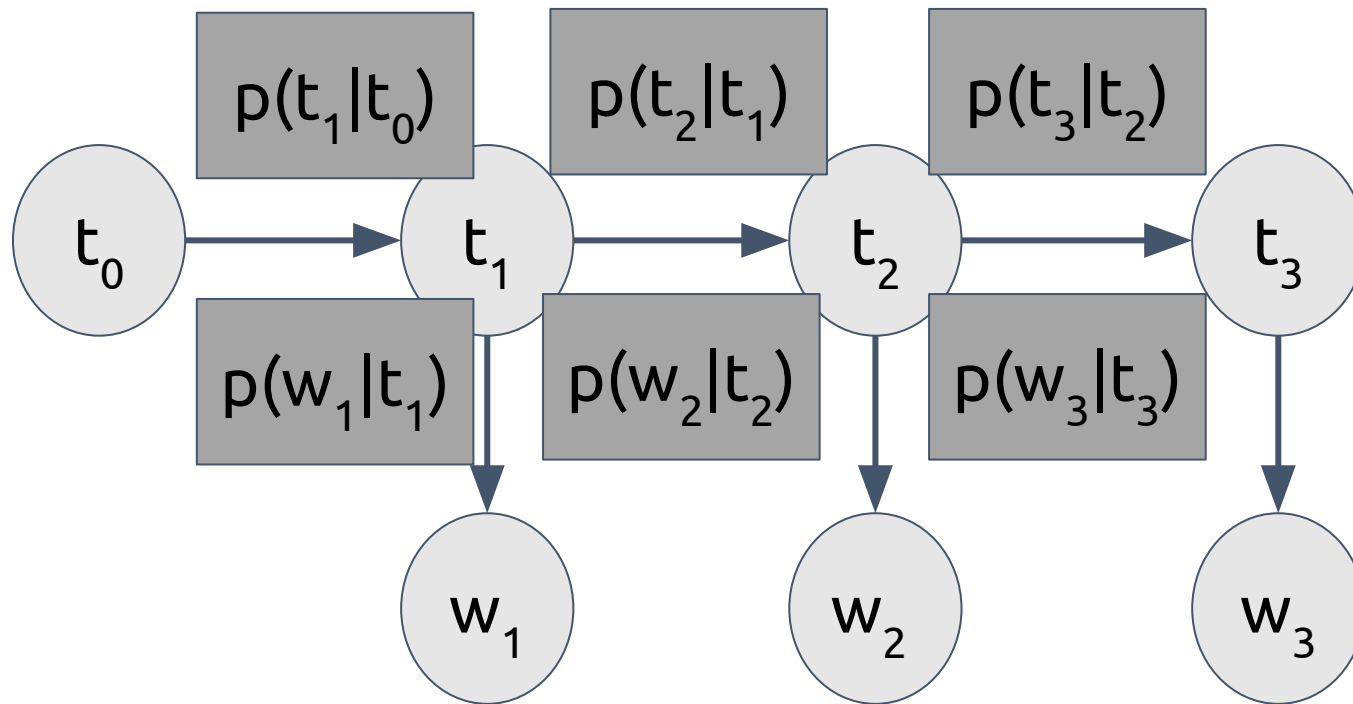 p(t₁|t₀) p(t₂|t₁) p(t₃|t₂)
t₀ t₁ t₂ t₃
p(w₁|t₁) p(w₂|t₂) p(w₃|t₃)
w₁ w₂ w₃